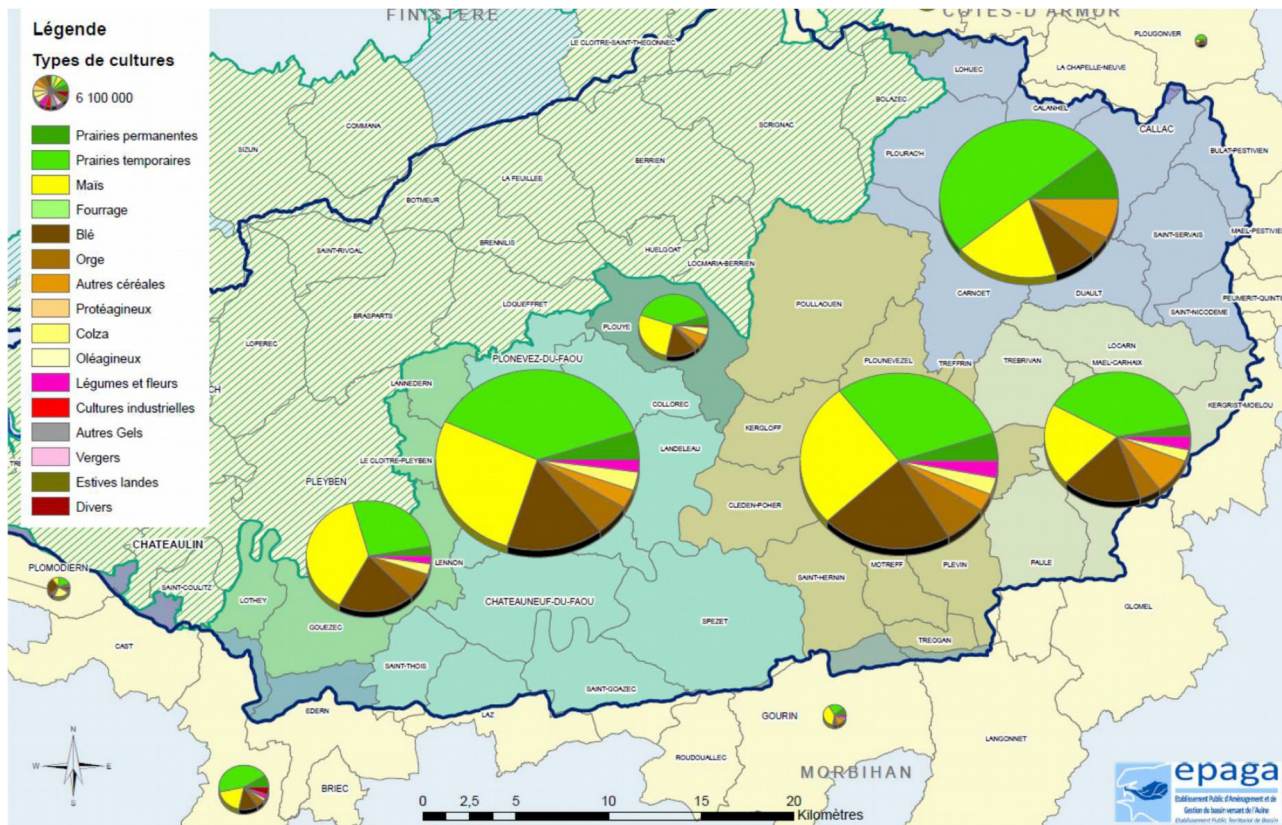 FINISTERE
COTES-D'ARMOR
Légende
Types de cultures
6 100 000
Prairies permanentes
Prairies temporaires
Maïs
Fourrage
Blé
Orge
Autres céréales
Protéagineux
Colza
Oléagineux
Légumes et fleurs
Cultures industrielles
Autres Gels
Vergers
Estives landes
Divers
LE CLOITRE-SAINT-THEGONNEC
PLOUGONVER
LA CHAPELLE-NEUVE
LOHUEC
BOLAZEC
CALANHEL
COMMANA
SCRIGNAC
CALLAC
SIZUN
BERRIEN
PLOURAC'H
BULAT-PESTIVIEN
LA FEUILLEE
BOTMEUR
SAINT-RIVOAL
BRENNILIS
HUELGOAT
LOCMARIA-BERRIEN
SAINT-SERVAIS
MAEL-PESTIVIEN
LOQUEFFRET
POULLAOUEN
CARNOET
DUAULT
PEUMERIT-QUINTIN
SAINT-NICODEME
BRASPARTS
PLOUYE
LOPEREC
PLONEVEZ-DU-FAOU
PLOUNEVEZEL
TREFFRIN
TREBRIVAN
LOCARN
MAEL-CARHAIX
LANNEDERN
COLLOREC
KERGRIST-MOELOU
KERGLOFF
LANDELEAU
LE CLOITRE-PLEYBEN
PLEYBEN
CLEDEN-POHER
CHATEAULIN
LENNON
PLOMODIERN
SAINT-COULITZ
SAINT-HERNIN
MOTREFF
PLEVIN
PAULE
LOTHEY
CHATEAUNEUF-DU-FAOU
GLOMEL
GOUEZEC
SPEZET
CAST
TREOGAN
SAINT-THOIS
SAINT-GOAZEC
EDERN
LAZ
GOURIN
LANGONNET
ROUDOUALLEC
BRIEC
MORBIHAN
N
W
E
S
0
2,5
5
10
15
20
Kilomètres
epaga
Etablissement Public d'Aménagement et de
Gestion du bassin versant de l'Aulne
Etablissement Public Territorial de Bassin